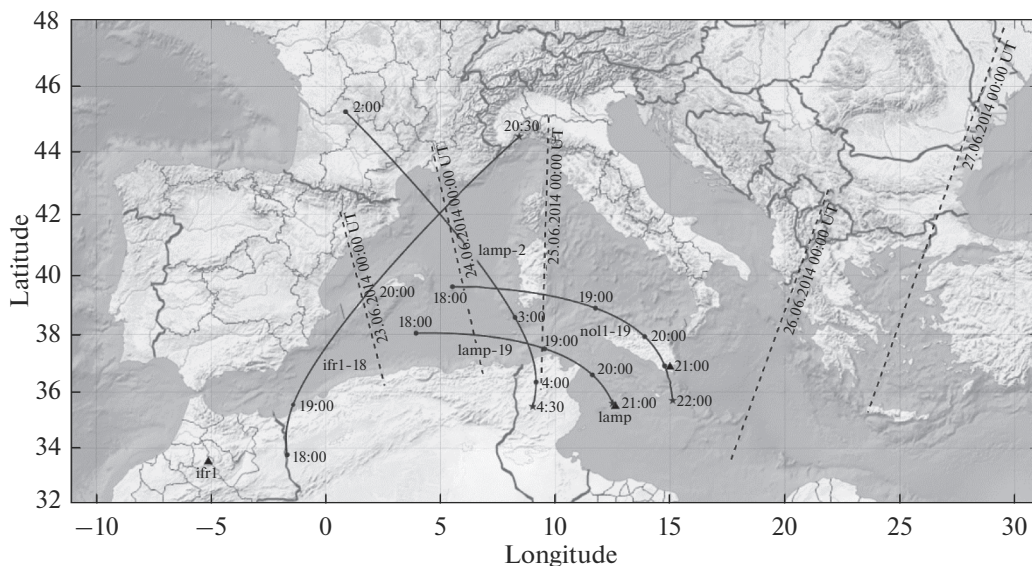 48
46
44
42
40
38
36
34
32
Latitude
2:00
20:30
27.06.2014 00:00 UT
24.06.2014 00:00 UT
25.06.2014 00:00 UT
23.06.2014 00:00 UT
26.06.2014 00:00 UT
lamp-2
20:00
18:00
19:00
3:00
18:00
nol1-19
20:00
lamp-19
19:00
ifr1-18
20:00
21:00
4:00
19:00
4:30
21:00
22:00
lamp
18:00
ifr1
−10
−5
0
5
10
15
20
25
30
Longitude